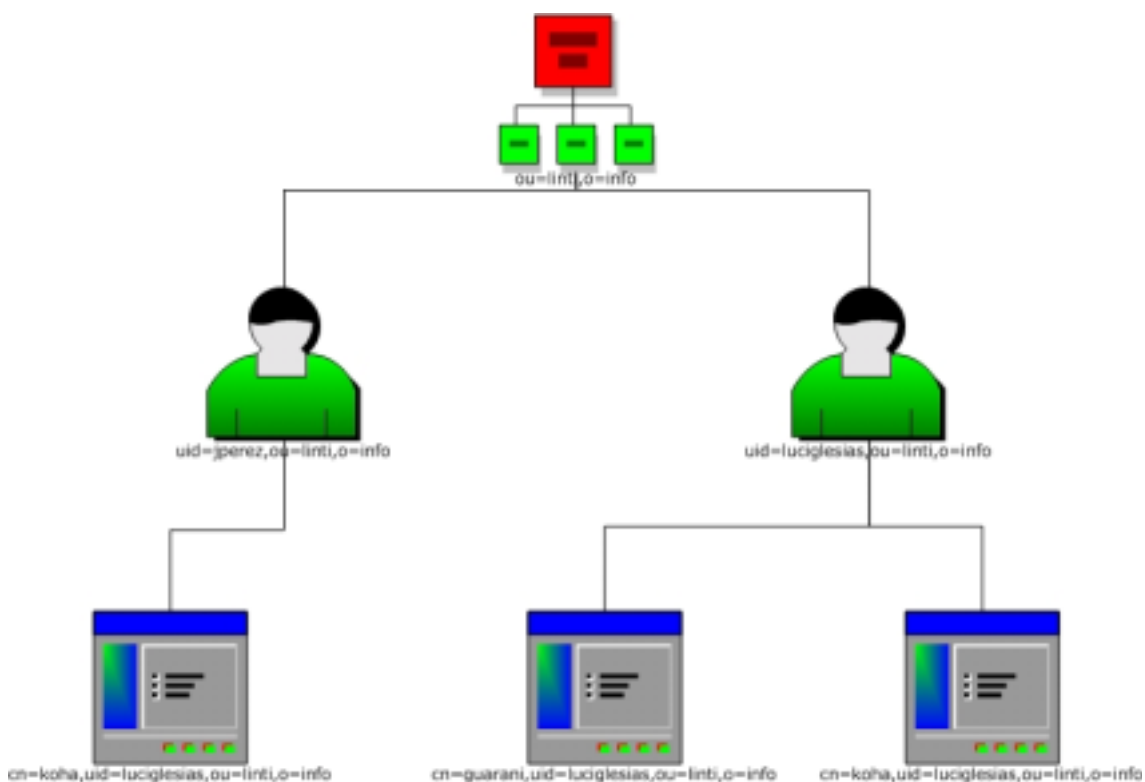 ou=linti,o=info
uid=jperez,ou=linti,o=info
uid=luciglesias,ou=linti,o=info
cn=koha,uid=luciglesias,ou=linti,o=info
cn=guarani,uid=luciglesias,ou=linti,o=info
cn=koha,uid=luciglesias,ou=linti,o=info